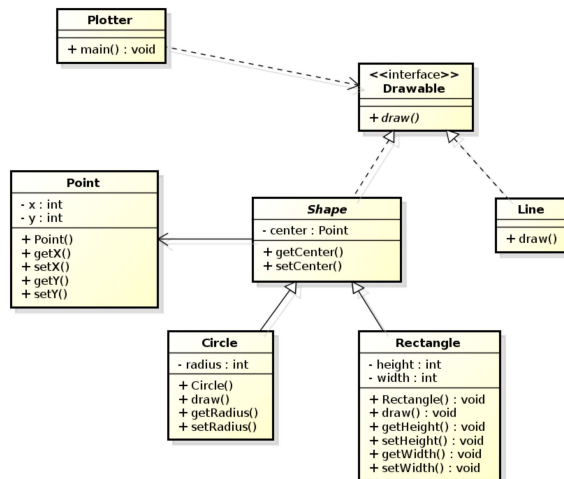 Plotter
+ main() : void
<<interface>>
Drawable
+ draw()
Point
- x : int
- y : int
+ Point()
+ getX()
+ setX()
+ getY()
+ setY()
Shape
- center : Point
+ getCenter()
+ setCenter()
Line
+ draw()
Circle
- radius : int
+ Circle()
+ draw()
+ getRadius()
+ setRadius()
Rectangle
- height : int
- width : int
+ Rectangle() : void
+ draw() : void
+ getHeight() : void
+ setHeight() : void
+ getWidth() : void
+ setWidth() : void